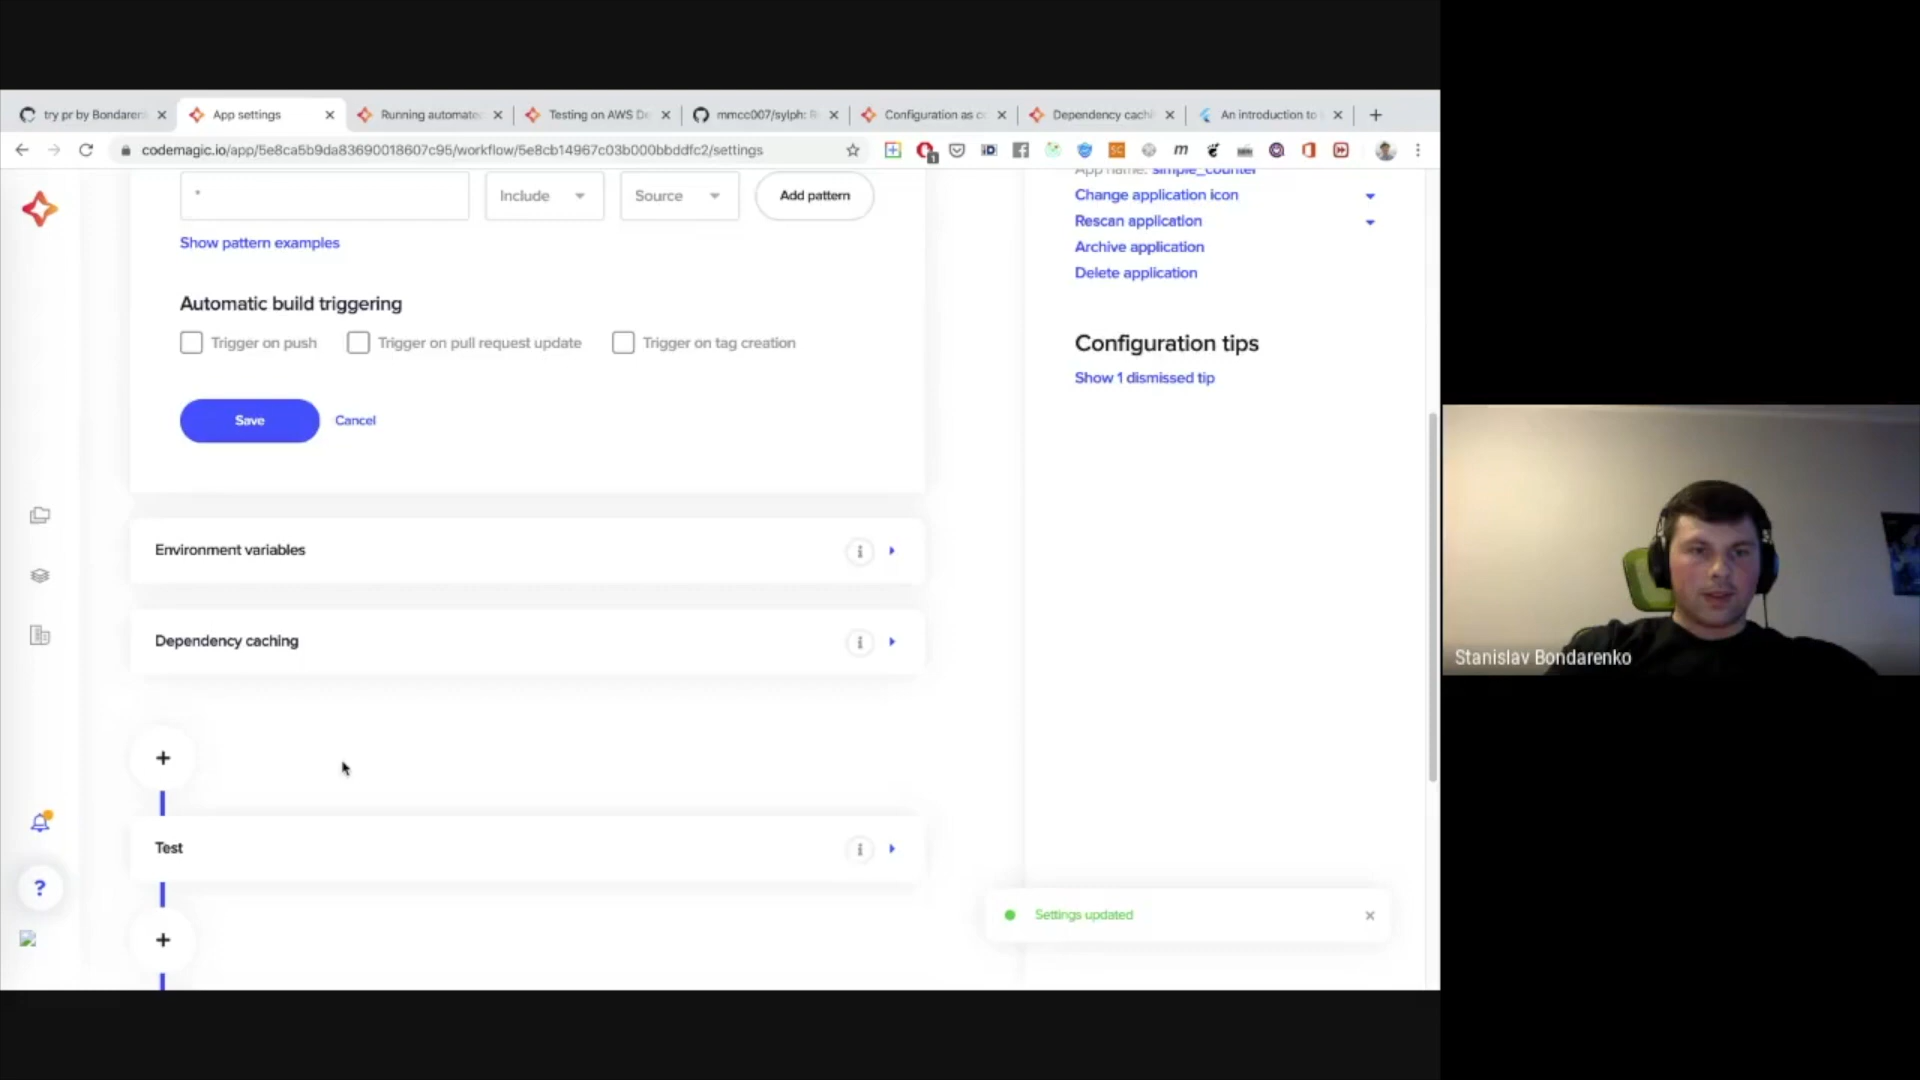 try pr by Bondaren
App settings
Running automate
Testing on AWS De
mmcc007/sylph: R
Configuration as co
Dependency cachi
An introduction to
codemagic.io/app/5e8ca5b9da83690018607c95/workflow/5e8cb14967c03b000bbddfc2/settings
*
Include
Source
Add pattern
Show pattern examples
Automatic build triggering
Trigger on push
Trigger on pull request update
Trigger on tag creation
Save
Cancel
Environment variables
Dependency caching
Test
App name: simple_counter
Change application icon
Rescan application
Archive application
Delete application
Configuration tips
Show 1 dismissed tip
Settings updated
Stanislav Bondarenko